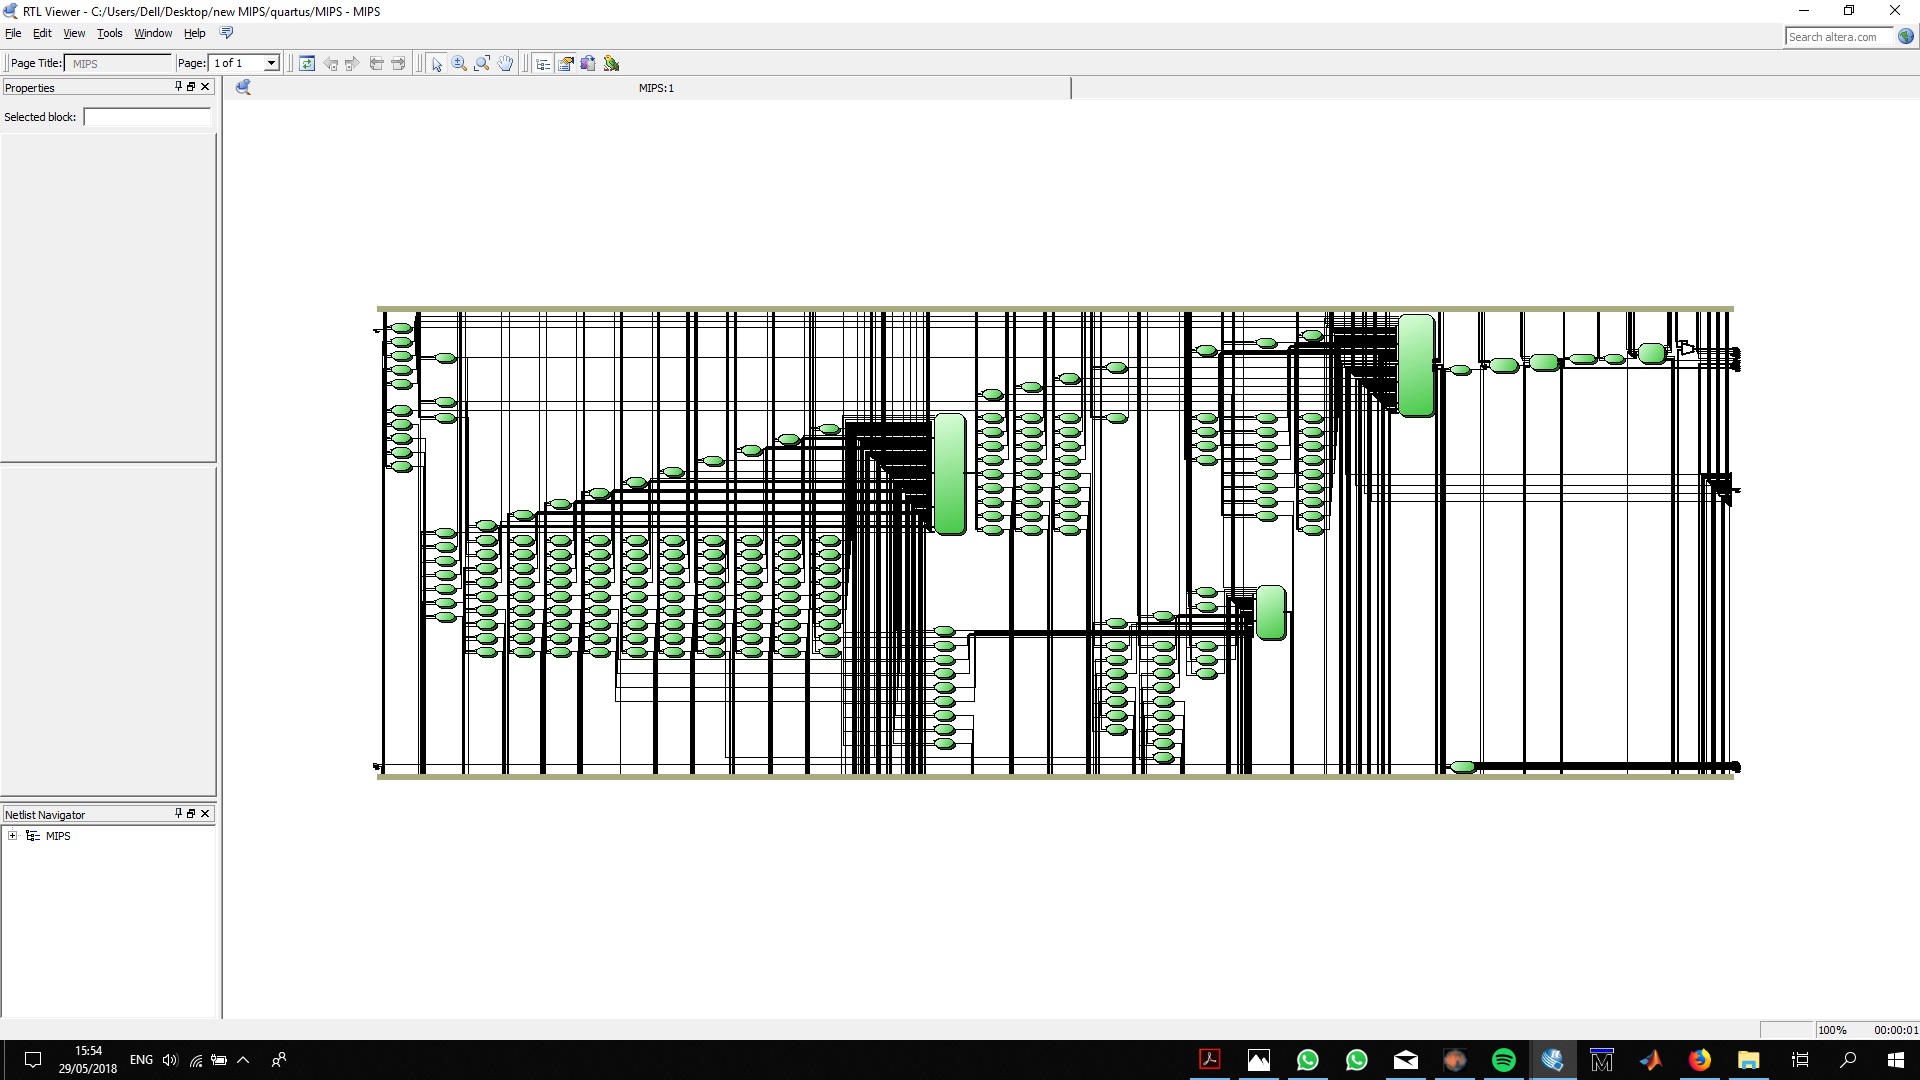 RTL Viewer - C:/Users/Dell/Desktop/new MIPS/quartus/MIPS - MIPS
File Edit View Tools Window Help
Search altera.com
Page Title: MIPS Page: 1 of 1
Properties
MIPS:1
Selected block:
Netlist Navigator
MIPS
100% 00:00:01
15:54
ENG
29/05/2018